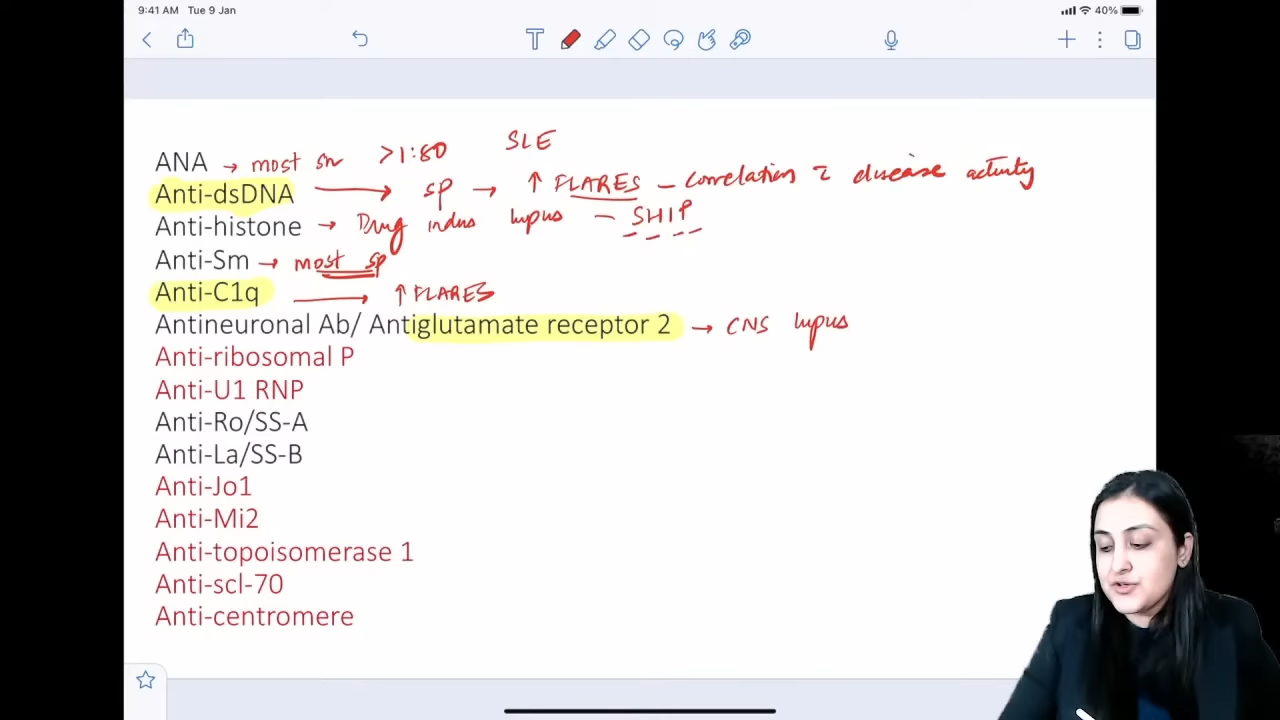 9:41 AM Tue 9 Jan 40%
T
SLE
ANA → most sn >1:80
Anti-dsDNA → sp → ↑ FLARES - correlation c disease activity
Anti-histone → Drug indus lupus - SHIP
Anti-Sm → most sp
Anti-C1q → ↑ FLARES
Antineuronal Ab/ Antiglutamate receptor 2 → CNS lupus
Anti-ribosomal P
Anti-U1 RNP
Anti-Ro/SS-A
Anti-La/SS-B
Anti-Jo1
Anti-Mi2
Anti-topoisomerase 1
Anti-scl-70
Anti-centromere